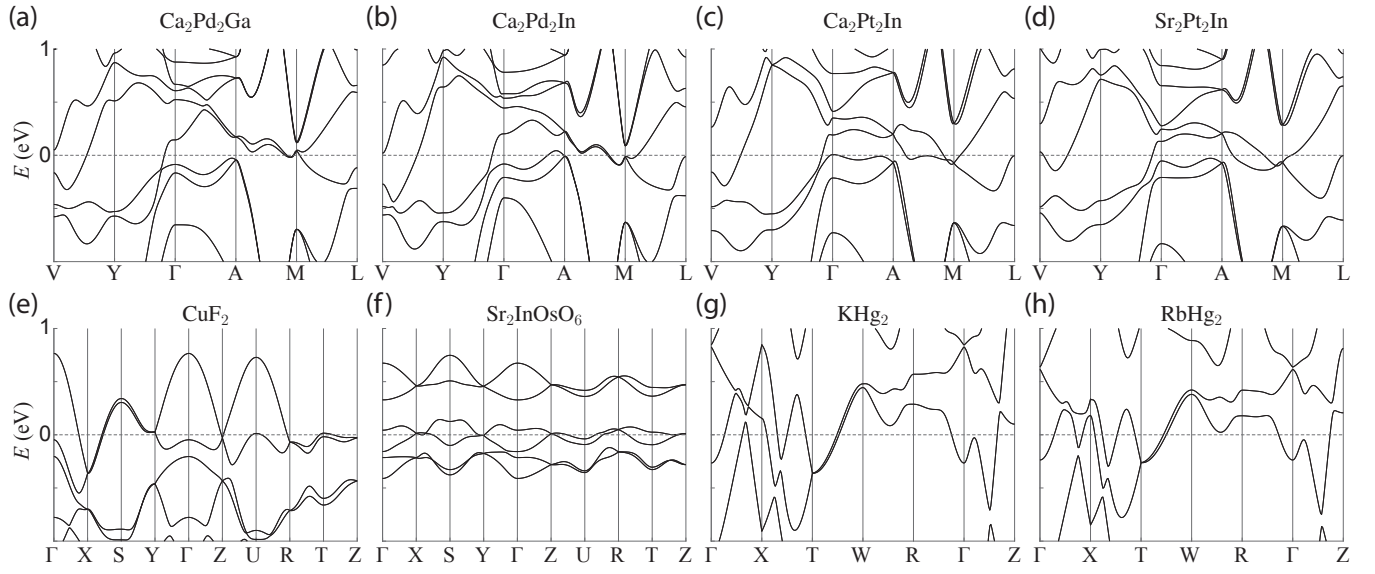 (a) Ca₂Pd₂Ga (b) Ca₂Pd₂In (c) Ca₂Pt₂In (d) Sr₂Pt₂In
1
E (eV)
0
V Y Γ A M L V Y Γ A M L V Y Γ A M L V Y Γ A M L
(e) CuF₂ (f) Sr₂InOsO₆ (g) KHg₂ (h) RbHg₂
1
E (eV)
0
Γ X S Y Γ Z U R T Z Γ X S Y Γ Z U R T Z Γ X T W R Γ Z Γ X T W R Γ Z